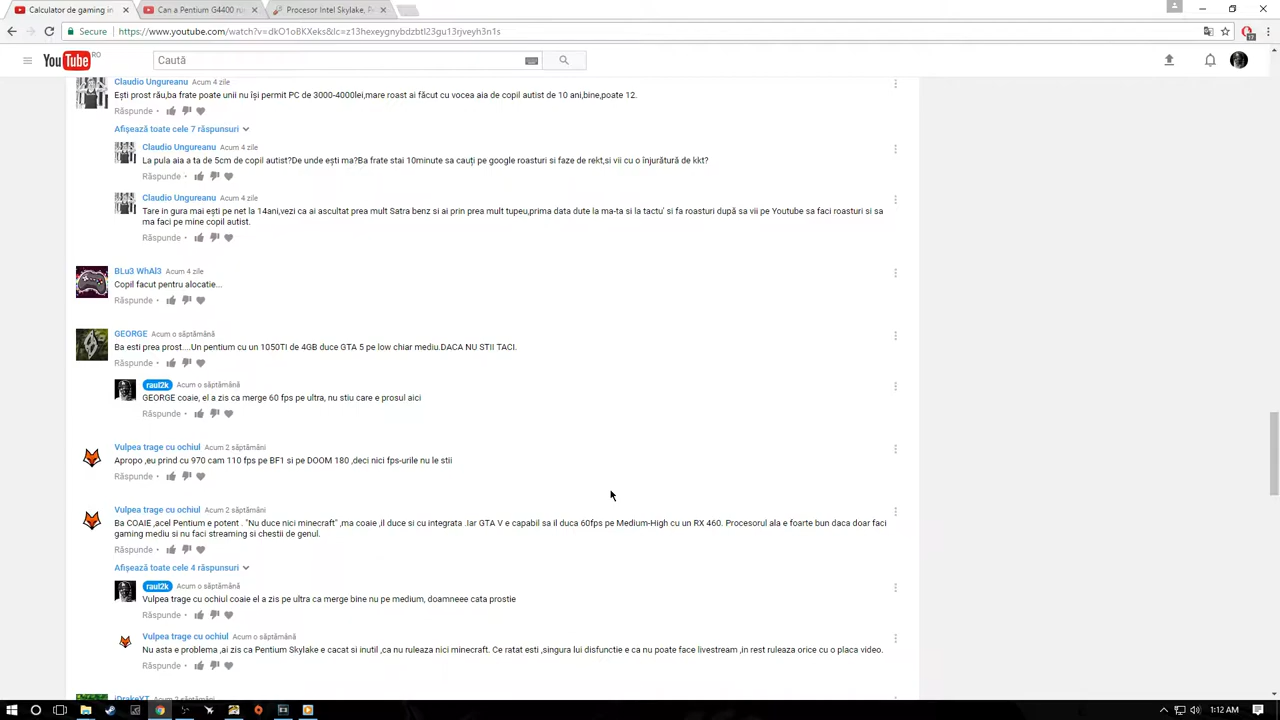 Calculator de gaming in
Can a Pentium G4400 ru
Procesor Intel Skylake, P
Secure
https://www.youtube.com/watch?v=dkO1oBKXeks&lc=z13hexeygnybdzbtl23gu13rjveyh3n1s
YouTube RO
Caută
Claudio Ungureanu Acum 4 zile
Ești prost rău,ba frate poate unii nu își permit PC de 3000-4000lei,mare roast ai făcut cu vocea aia de copil autist de 10 ani,bine,poate 12.
Răspunde •
Afișează toate cele 7 răspunsuri
Claudio Ungureanu Acum 4 zile
La pula aia a ta de 5cm de copil autist?De unde ești ma?Ba frate stai 10minute sa cauți pe google roasturi si faze de rekt,si vii cu o înjurătură de kkt?
Răspunde •
Claudio Ungureanu Acum 4 zile
Tare in gura mai ești pe net la 14ani,vezi ca ai ascultat prea mult Satra benz si ai prin prea mult tupeu,prima data dute la ma-ta si la tactu' si fa roasturi după sa vii pe Youtube sa faci roasturi si sa
ma faci pe mine copil autist.
Răspunde •
BLu3 WhAl3 Acum 4 zile
Copil facut pentru alocatie...
Răspunde •
GEORGE Acum o săptămână
Ba esti prea prost....Un pentium cu un 1050TI de 4GB duce GTA 5 pe low chiar mediu.DACA NU STII TACI.
Răspunde •
raul2k Acum o săptămână
GEORGE coaie, el a zis ca merge 60 fps pe ultra, nu stiu care e prosul aici
Răspunde •
Vulpea trage cu ochiul Acum 2 săptămâni
Apropo ,eu prind cu 970 cam 110 fps pe BF1 si pe DOOM 180 ,deci nici fps-urile nu le stii
Răspunde •
Vulpea trage cu ochiul Acum 2 săptămâni
Ba COAIE ,acel Pentium e potent . "Nu duce nici minecraft" ,ma coaie ,il duce si cu integrata .Iar GTA V e capabil sa il duca 60fps pe Medium-High cu un RX 460. Procesorul ala e foarte bun daca doar faci
gaming mediu si nu faci streaming si chestii de genul.
Răspunde •
Afișează toate cele 4 răspunsuri
raul2k Acum o săptămână
Vulpea trage cu ochiul coaie el a zis pe ultra ca merge bine nu pe medium, doamneee cata prostie
Răspunde •
Vulpea trage cu ochiul Acum o săptămână
Nu asta e problema ,ai zis ca Pentium Skylake e cacat si inutil ,ca nu ruleaza nici minecraft. Ce ratat esti ,singura lui disfunctie e ca nu poate face livestream ,in rest ruleaza orice cu o placa video.
Răspunde •
iDrakeYT Acum 2 săptămâni
1:12 AM